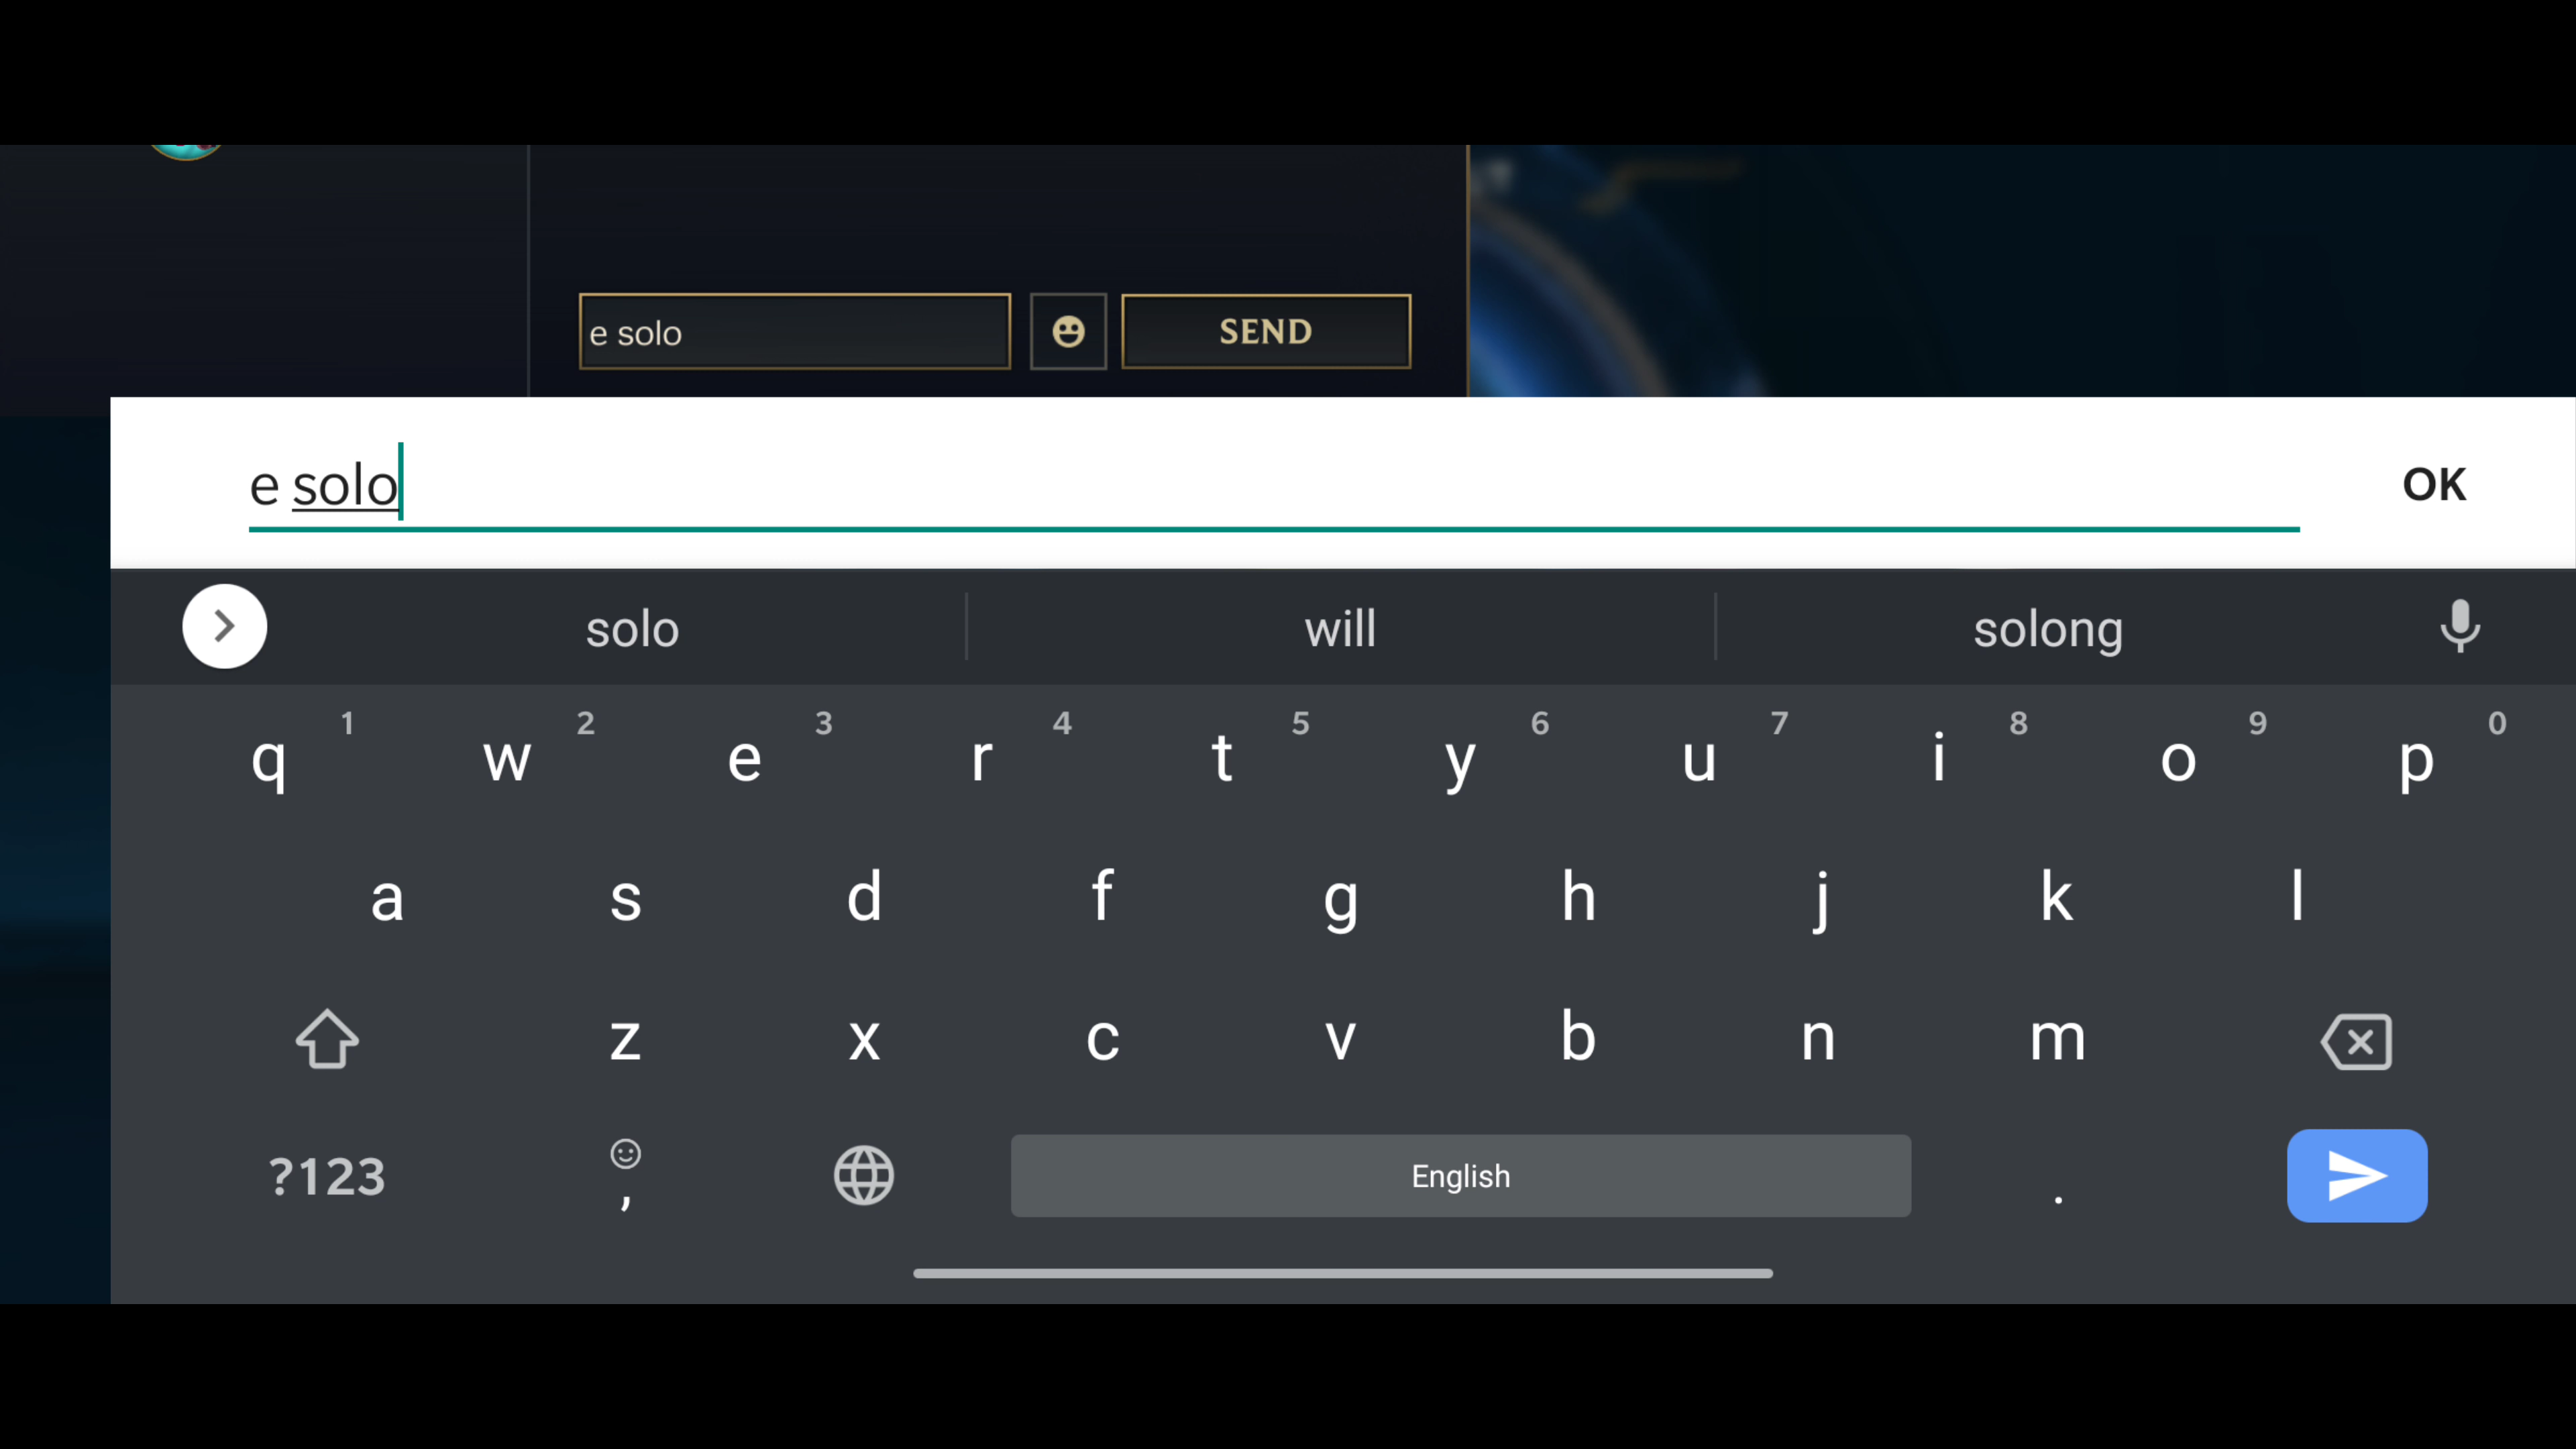 e solo
SEND
e solo
OK
solo will solong
q 1 w 2 e 3 r 4 t 5 y 6 u 7 i 8 o 9 p 0
a s d f g h j k l
z x c v b n m
?123 , English .